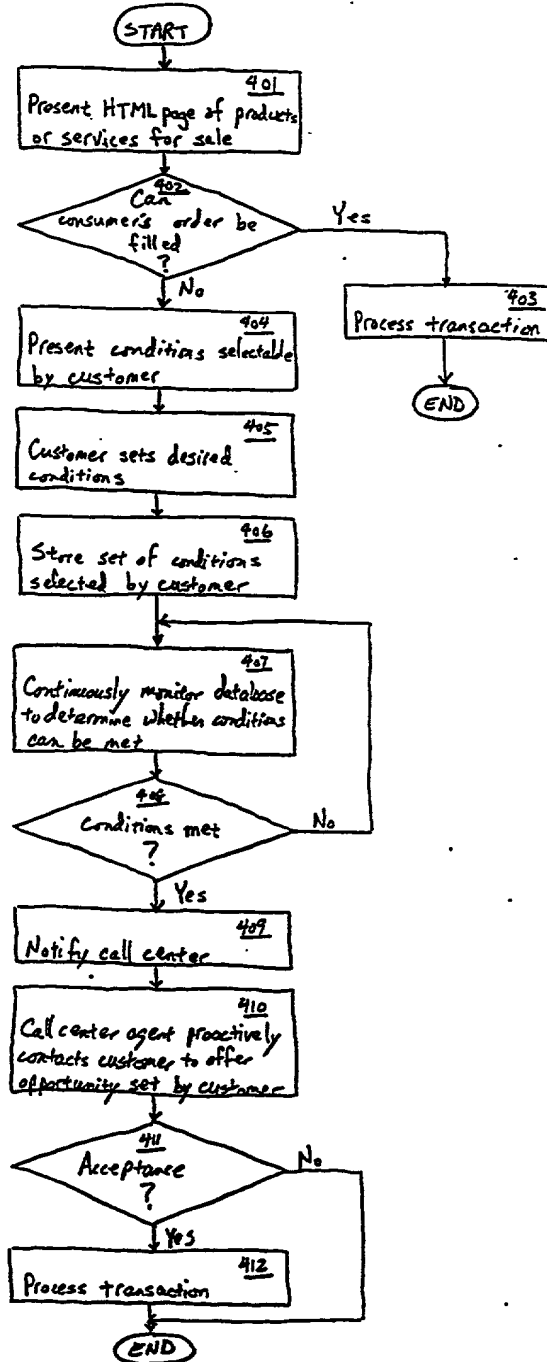 START
401
Present HTML page of products
or services for sale
402
Can
consumer's order be
filled
?
Yes
No
403
Process transaction
END
404
Present conditions selectable
by customer
405
Customer sets desired
conditions
406
Store set of conditions
selected by customer
407
Continuously monitor database
to determine whether conditions
can be met
408
Conditions met
?
No
Yes
409
Notify call center
410
Call center agent proactively
contacts customer to offer
opportunity set by customer
411
Acceptance
?
No
Yes
412
Process transaction
END